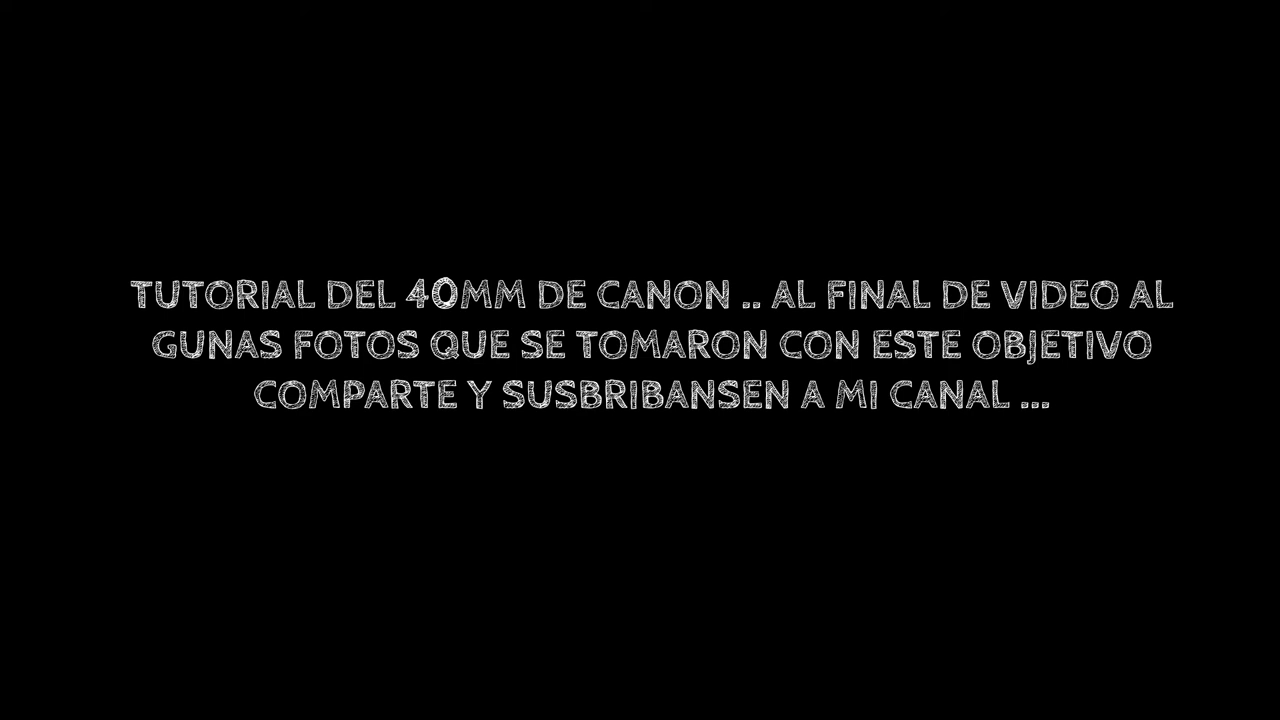 TUTORIAL DEL 40MM DE CANON .. AL FINAL DE VIDEO AL
GUNAS FOTOS QUE SE TOMARON CON ESTE OBJETIVO
COMPARTE Y SUSBRIBANSEN A MI CANAL ...